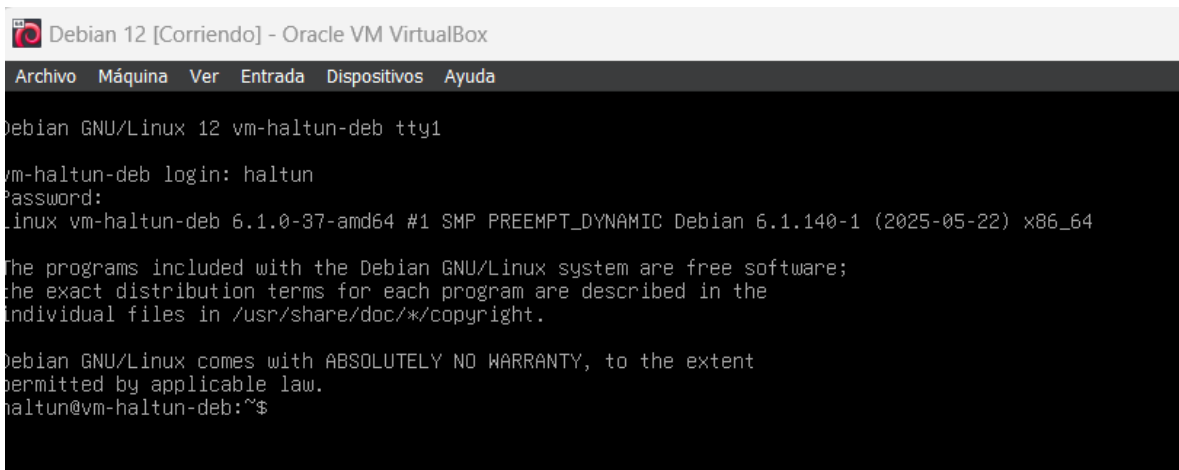 Debian 12 [Corriendo] - Oracle VM VirtualBox
Archivo Máquina Ver Entrada Dispositivos Ayuda
Debian GNU/Linux 12 vm-haltun-deb tty1
vm-haltun-deb login: haltun
Password:
Linux vm-haltun-deb 6.1.0-37-amd64 #1 SMP PREEMPT_DYNAMIC Debian 6.1.140-1 (2025-05-22) x86_64
The programs included with the Debian GNU/Linux system are free software;
the exact distribution terms for each program are described in the
individual files in /usr/share/doc/*/copyright.
Debian GNU/Linux comes with ABSOLUTELY NO WARRANTY, to the extent
permitted by applicable law.
haltun@vm-haltun-deb:~$